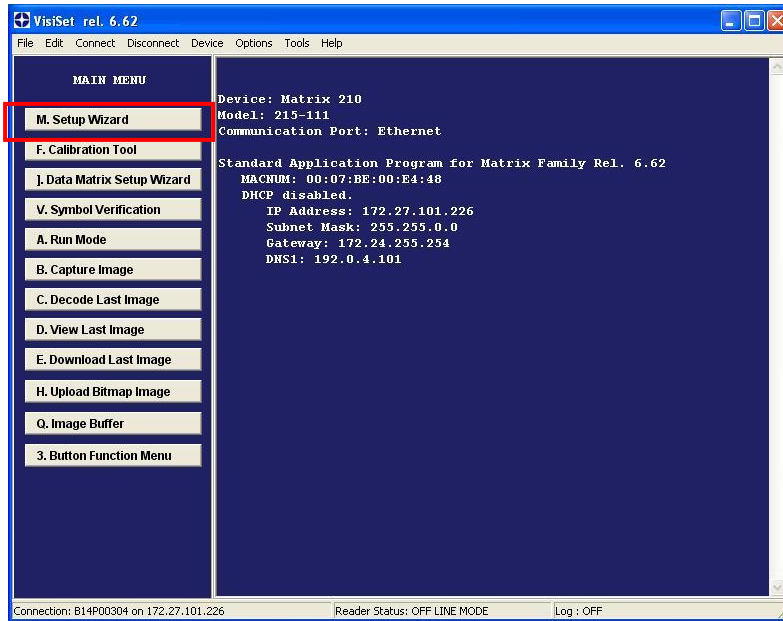 VisiSet rel. 6.62
File Edit Connect Disconnect Device Options Tools Help
MAIN MENU
M. Setup Wizard
F. Calibration Tool
]. Data Matrix Setup Wizard
V. Symbol Verification
A. Run Mode
B. Capture Image
C. Decode Last Image
D. View Last Image
E. Download Last Image
H. Upload Bitmap Image
Q. Image Buffer
3. Button Function Menu
Device: Matrix 210
Model: 215-111
Communication Port: Ethernet
Standard Application Program for Matrix Family Rel. 6.62
MACNUM: 00:07:BE:00:E4:48
DHCP disabled.
IP Address: 172.27.101.226
Subnet Mask: 255.255.0.0
Gateway: 172.24.255.254
DNS1: 192.0.4.101
Connection: B14P00304 on 172.27.101.226
Reader Status: OFF LINE MODE
Log : OFF